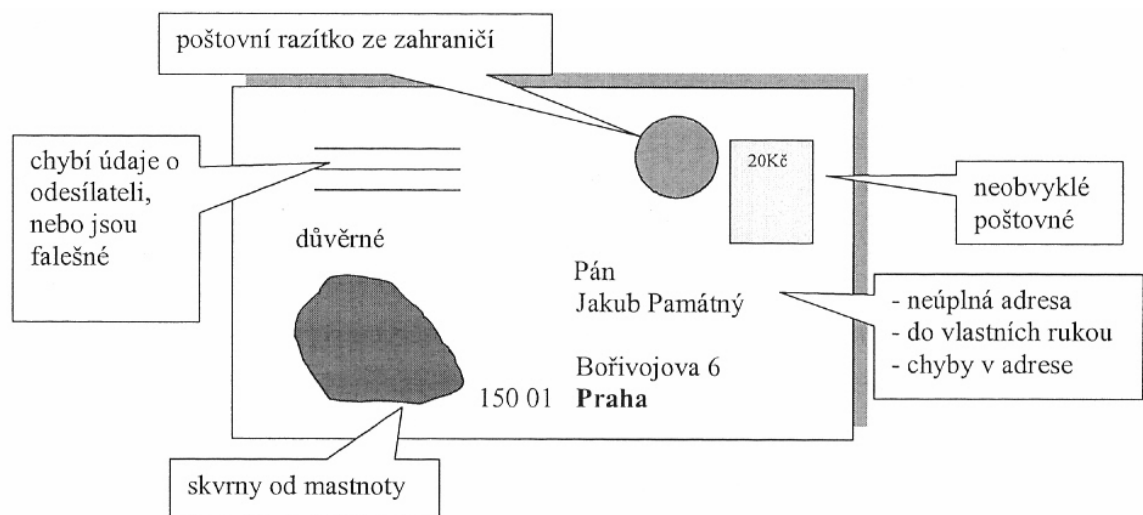 poštovní razítko ze zahraničí
chybí údaje o
odesílateli,
nebo jsou
falešné
20Kč
neobvyklé
poštovné
důvěrné
Pán
Jakub Památný
- neúplná adresa
- do vlastních rukou
- chyby v adrese
Bořivojova 6
150 01 Praha
skvrny od mastnoty